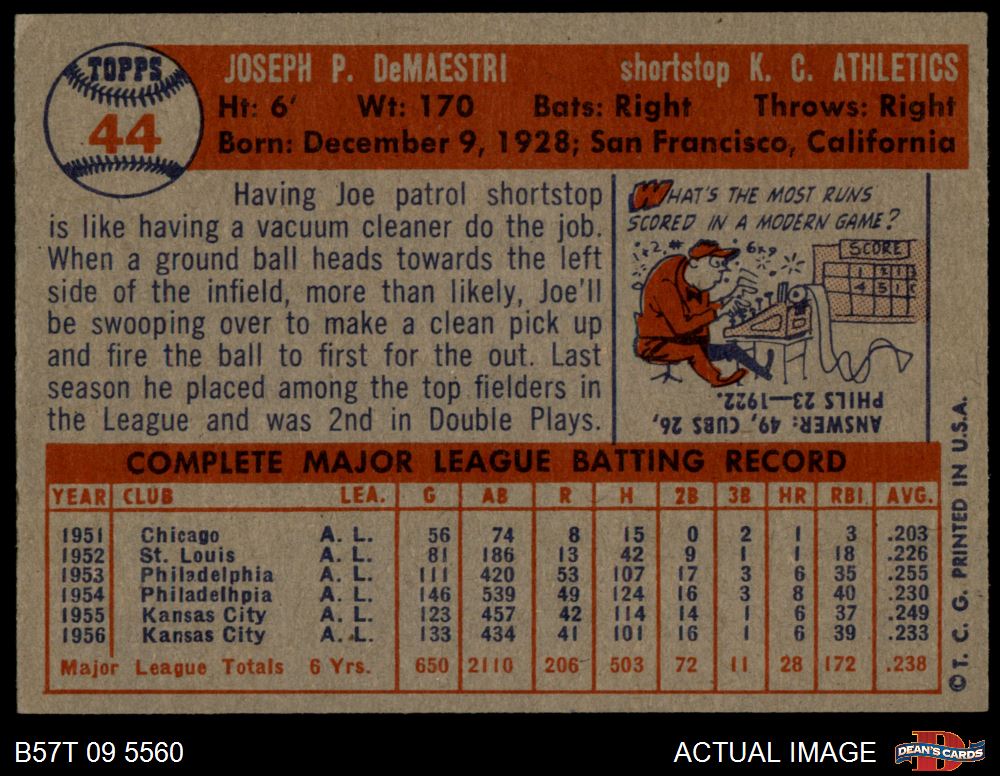 TOPPS
44
JOSEPH P. DeMAESTRI shortstop K. C. ATHLETICS
Ht: 6' Wt: 170 Bats: Right Throws: Right
Born: December 9, 1928; San Francisco, California
Having Joe patrol shortstop
is like having a vacuum cleaner do the job.
When a ground ball heads towards the left
side of the infield, more than likely, Joe'll
be swooping over to make a clean pick up
and fire the ball to first for the out. Last
season he placed among the top fielders in
the League and was 2nd in Double Plays.
WHAT'S THE MOST RUNS
SCORED IN A MODERN GAME?
SCORE
ANSWER: 49, CUBS 26,
PHILS 23—1922.
COMPLETE MAJOR LEAGUE BATTING RECORD
YEAR CLUB LEA. G AB R H 2B 3B HR RBI AVG.
1951 Chicago A. L. 56 74 8 15 0 2 1 3 .203
1952 St. Louis A. L. 81 186 13 42 9 1 1 18 .226
1953 Philadelphia A. L. 111 420 53 107 17 3 6 35 .255
1954 Philadelhpia A. L. 146 539 49 124 16 3 8 40 .230
1955 Kansas City A. L. 123 457 42 114 14 1 6 37 .249
1956 Kansas City A. L. 133 434 41 101 16 1 6 39 .233
Major League Totals 6 Yrs. 650 2110 206 503 72 11 28 172 .238
© T. C. G. PRINTED IN U.S.A.
B57T 09 5560 ACTUAL IMAGE
D
DEAN'S CARDS